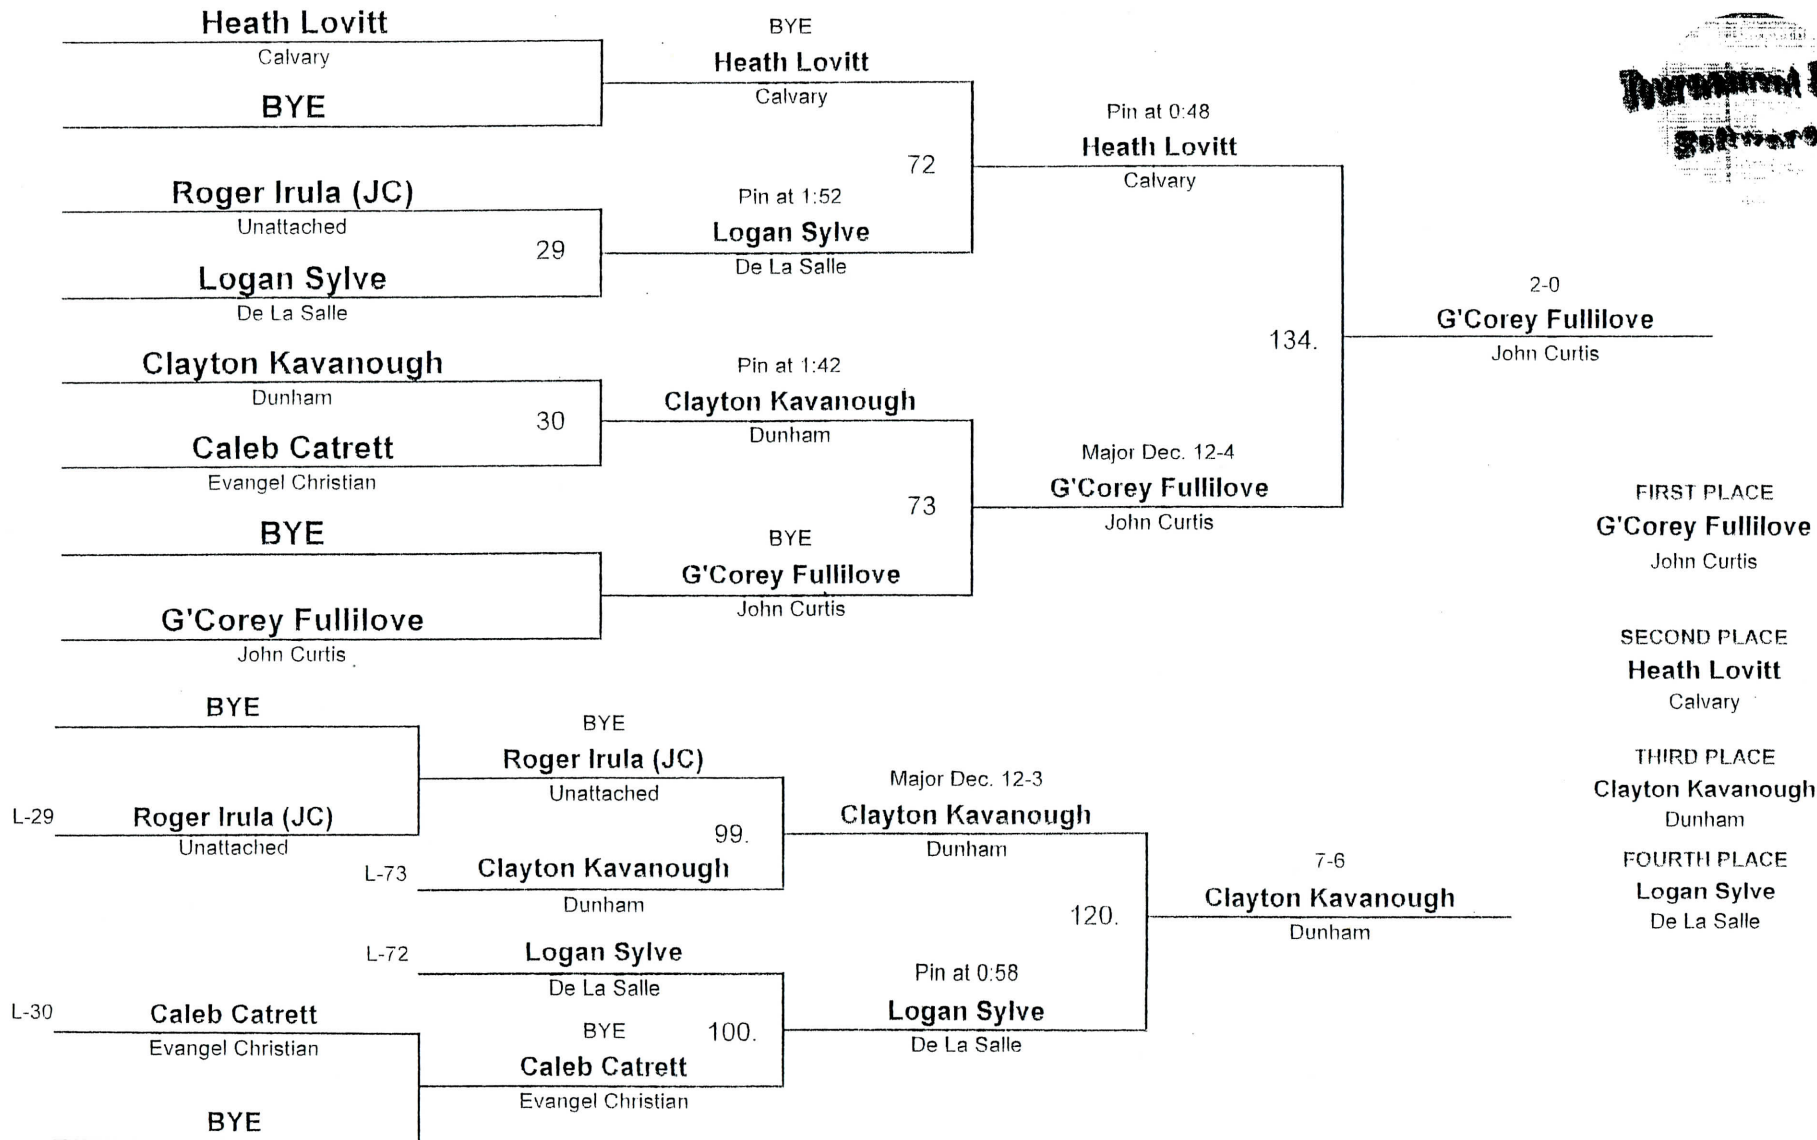 Heath Lovitt
Calvary
BYE
Roger Irula (JC)
Unattached
29
Logan Sylve
De La Salle
Clayton Kavanough
Dunham
30
Caleb Catrett
Evangel Christian
BYE
G'Corey Fullilove
John Curtis
BYE
Heath Lovitt
Calvary
72
Pin at 1:52
Logan Sylve
De La Salle
Pin at 1:42
Clayton Kavanough
Dunham
73
BYE
G'Corey Fullilove
John Curtis
Pin at 0:48
Heath Lovitt
Calvary
134.
Major Dec. 12-4
G'Corey Fullilove
John Curtis
2-0
G'Corey Fullilove
John Curtis
Tournament
Software
FIRST PLACE
G'Corey Fullilove
John Curtis
SECOND PLACE
Heath Lovitt
Calvary
THIRD PLACE
Clayton Kavanough
Dunham
FOURTH PLACE
Logan Sylve
De La Salle
BYE
L-29
Roger Irula (JC)
Unattached
L-30
Caleb Catrett
Evangel Christian
BYE
BYE
Roger Irula (JC)
Unattached
99.
L-73
Clayton Kavanough
Dunham
L-72
Logan Sylve
De La Salle
BYE
100.
Caleb Catrett
Evangel Christian
Major Dec. 12-3
Clayton Kavanough
Dunham
120.
Pin at 0:58
Logan Sylve
De La Salle
7-6
Clayton Kavanough
Dunham